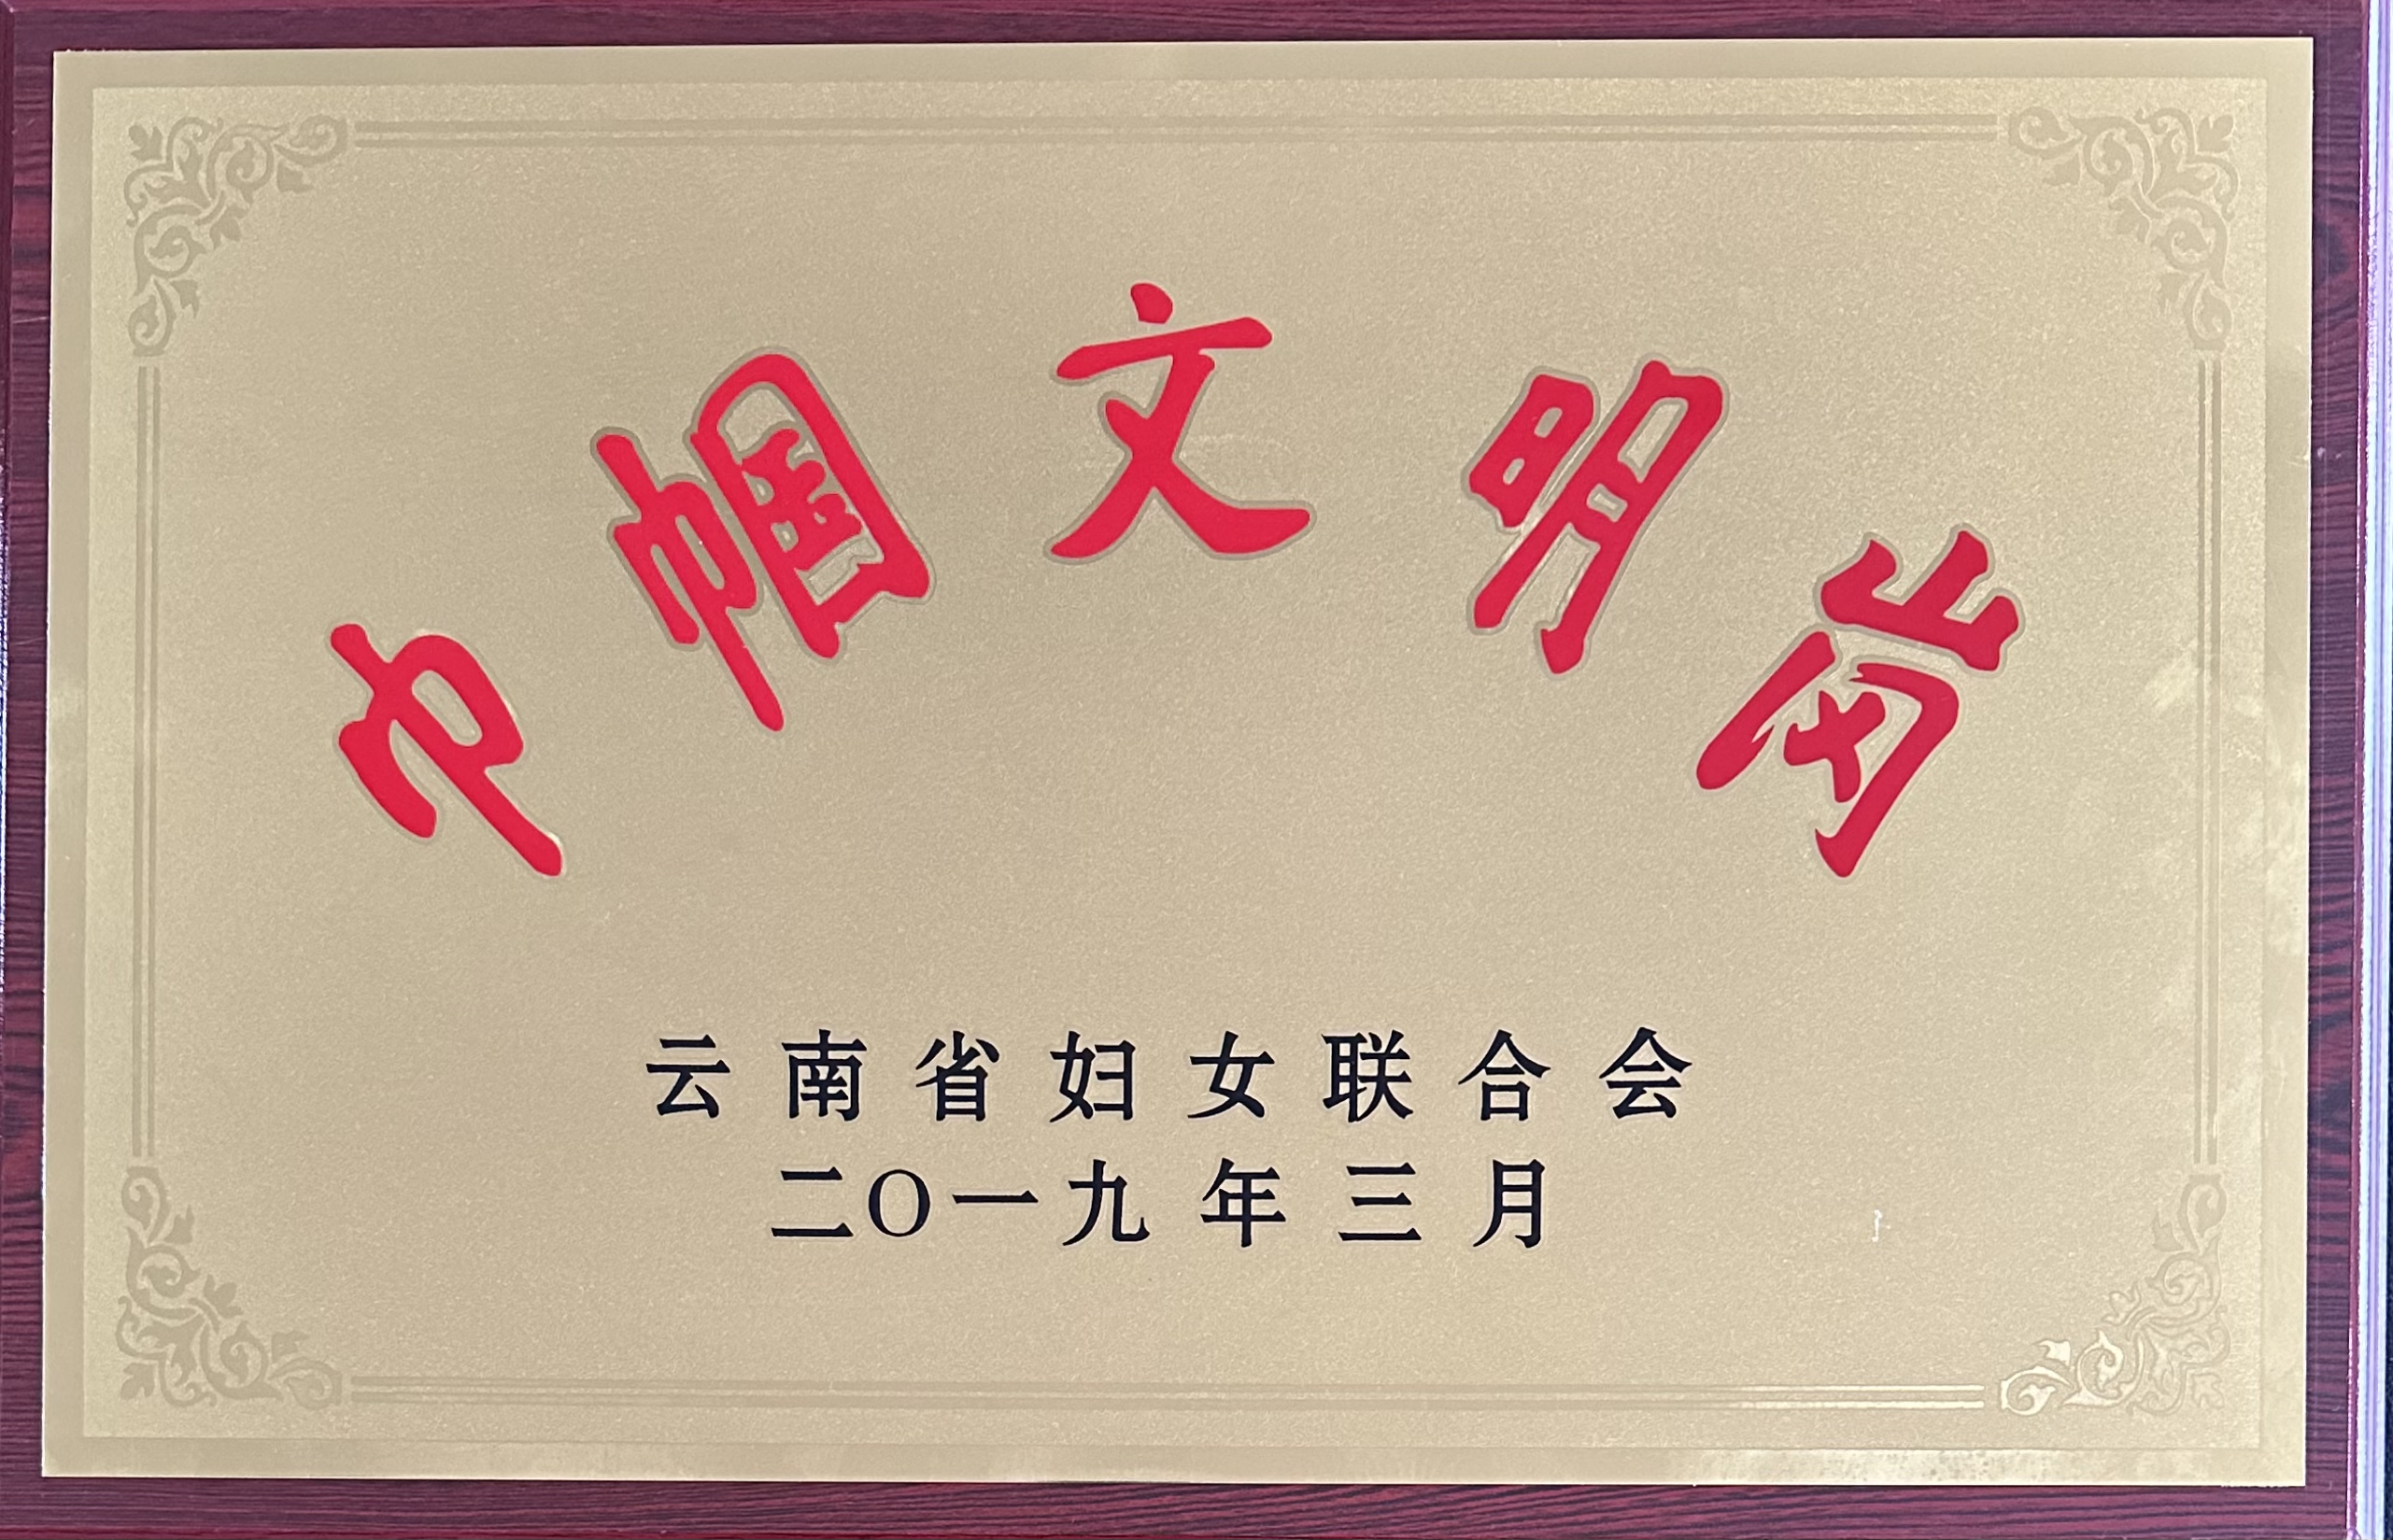 巾帼文明岗
云南省妇女联合会
二〇一九年三月